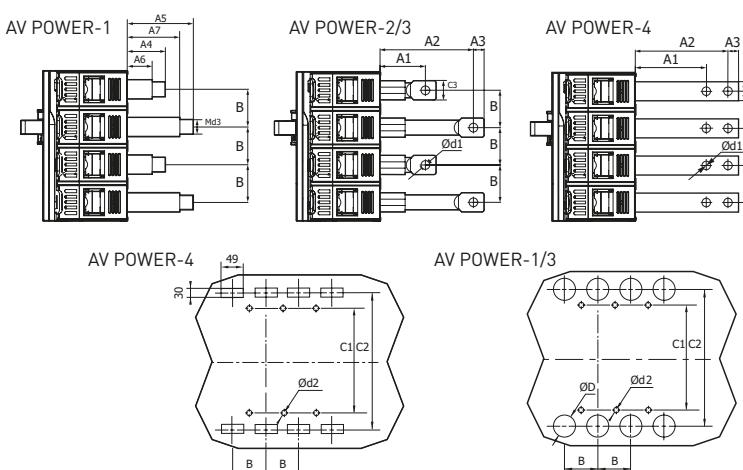 AV POWER-1
AV POWER-2/3
AV POWER-4
A5
A7
A4
A6
B
Md3
B
B
A2
A3
A1
C3
B
Ød1
B
B
A2
A3
A1
Ød1
AV POWER-4
49
30
C1 C2
Ød2
B
B
AV POWER-1/3
C1 C2
ØD
Ød2
B
B